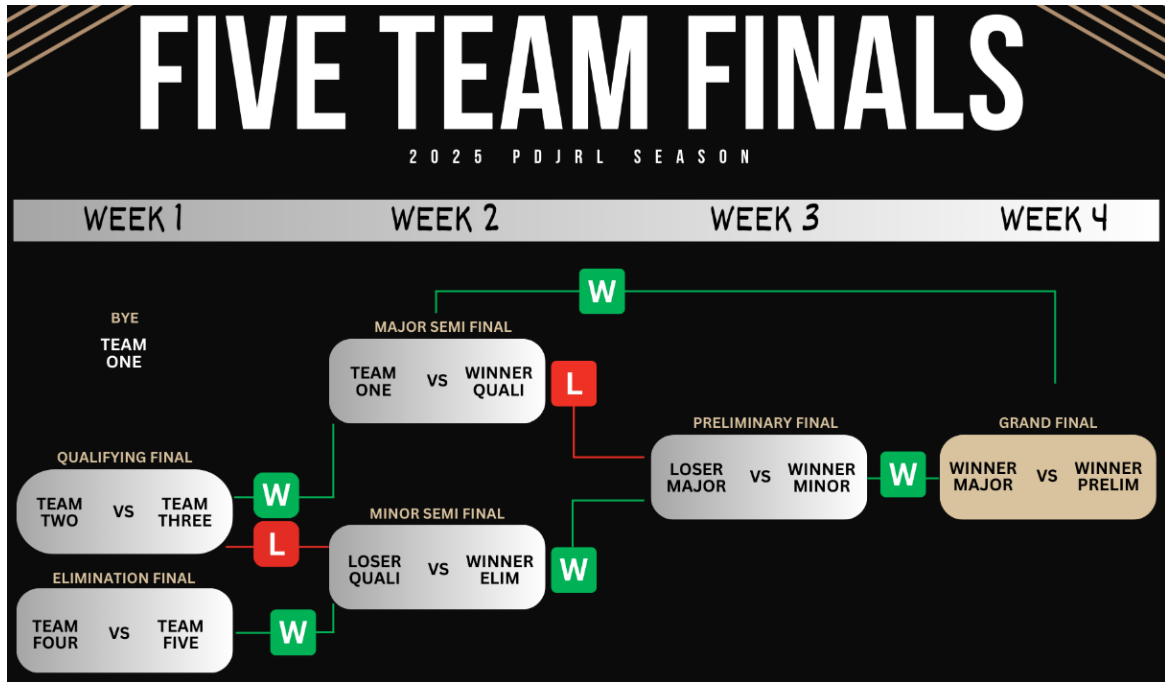 FIVE TEAM FINALS
2025 PDJRL SEASON
WEEK 1 WEEK 2 WEEK 3 WEEK 4
BYE
TEAM
ONE
QUALIFYING FINAL
TEAM
TWO
VS
TEAM
THREE
W
L
ELIMINATION FINAL
TEAM
FOUR
VS
TEAM
FIVE
W
MAJOR SEMI FINAL
TEAM
ONE
VS
WINNER
QUALI
W
L
MINOR SEMI FINAL
LOSER
QUALI
VS
WINNER
ELIM
W
PRELIMINARY FINAL
LOSER
MAJOR
VS
WINNER
MINOR
W
GRAND FINAL
WINNER
MAJOR
VS
WINNER
PRELIM